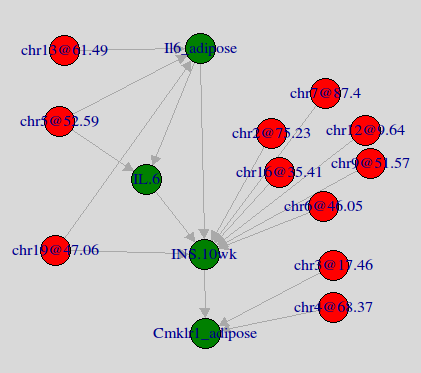 chr13@61.49
Il6_adipose
chr7@87.4
chr5@52.59
chr2@75.23
chr12@9.64
chr9@51.57
chr16@35.41
IL.6
chr6@46.05
chr19@47.06
INS.10wk
chr3@17.46
chr4@68.37
Cmklr1_adipose